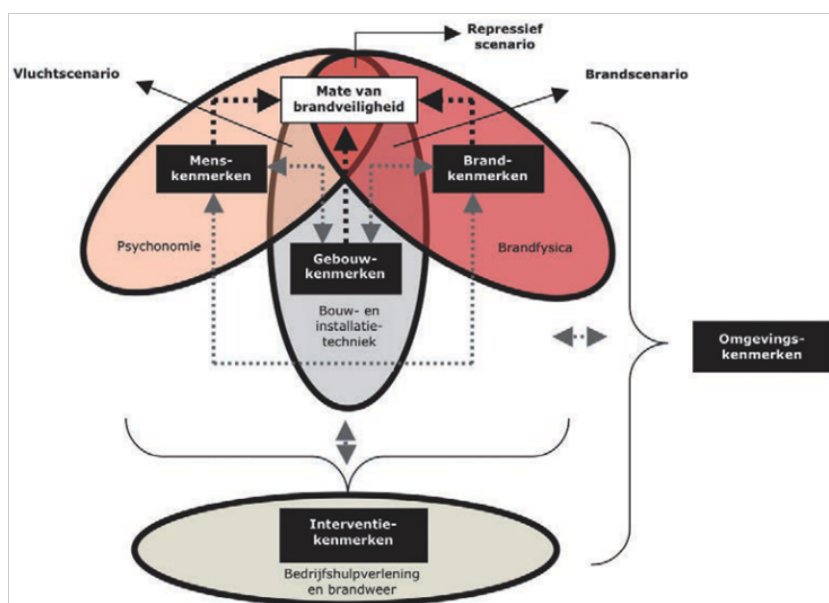 Repressief
scenario
Vluchtscenario
Brandscenario
Mate van
brandveiligheid
Mens-
kenmerken
Brand-
kenmerken
Psychonomie
Brandfysica
Gebouw-
kenmerken
Bouw- en
installatie-
techniek
Omgevings-
kenmerken
Interventie-
kenmerken
Bedrijfshulpverlening
en brandweer